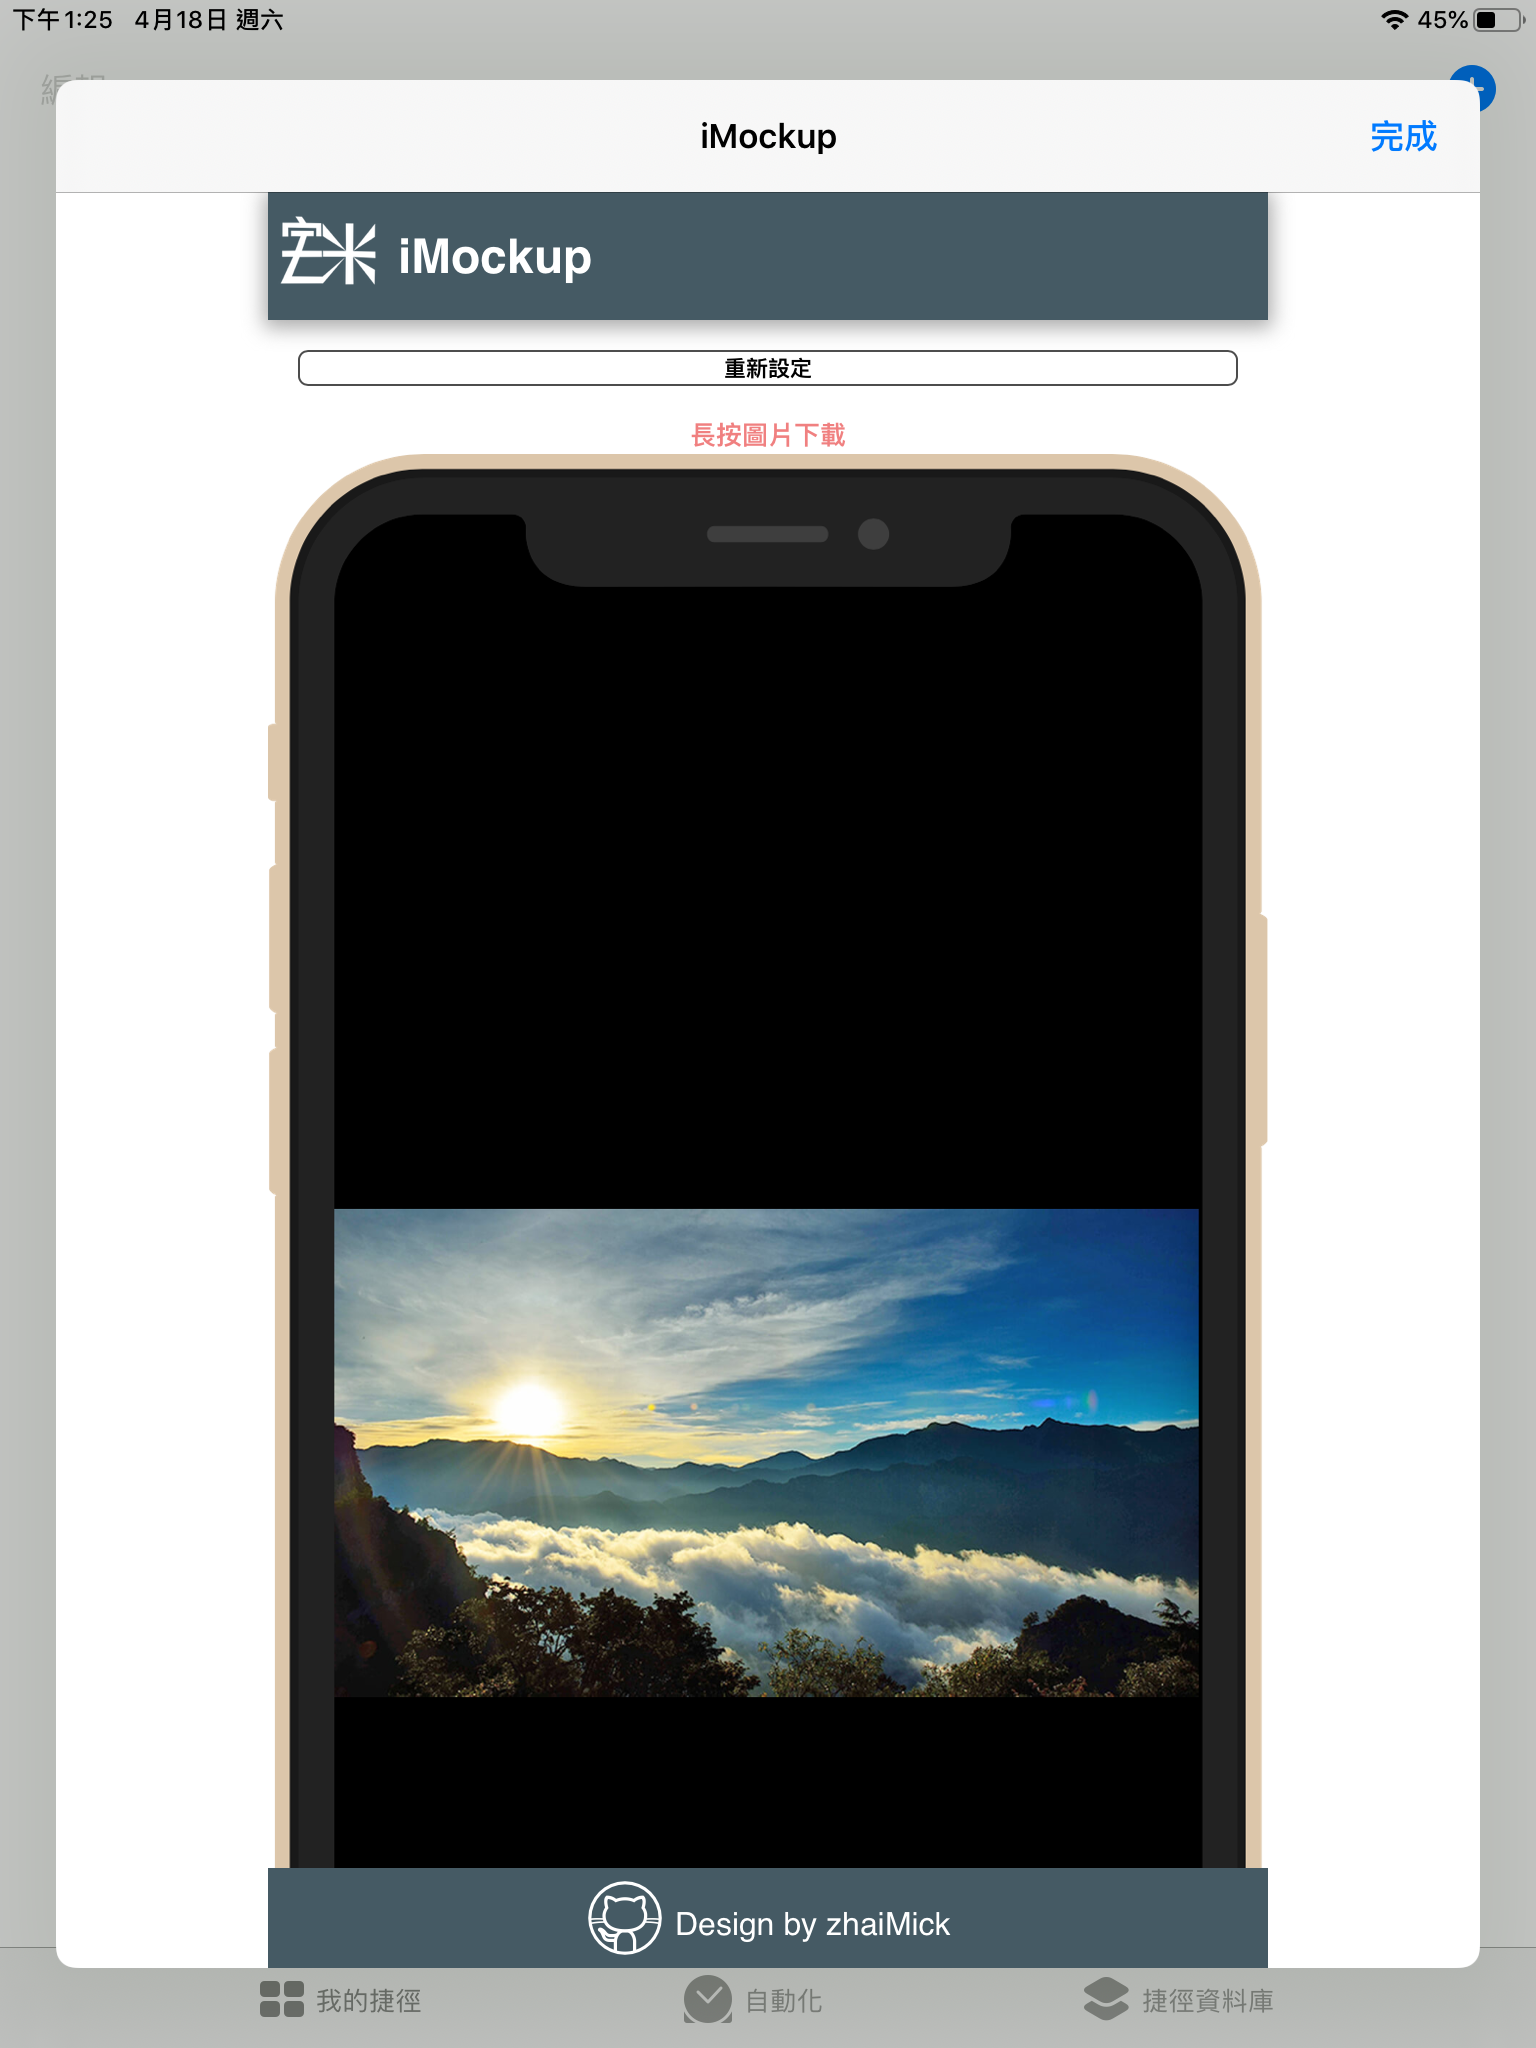 下午1:25 4月18日 週六 45%
iMockup 完成
宅米 iMockup
重新設定
長按圖片下載
Design by zhaiMick
我的捷徑 自動化 捷徑資料庫